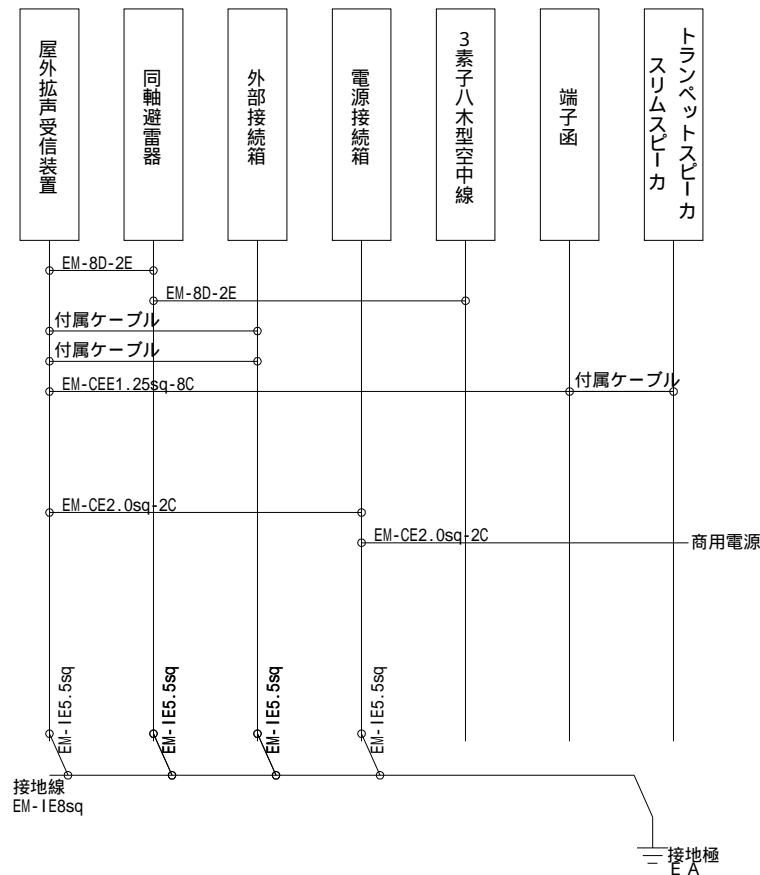 屋外拡声受信装置
同軸避雷器
外部接続箱
電源接続箱
3素子八木型空中線
端子函
トランペットスピーカ
スリムスピーカ
EM-8D-2E
EM-8D-2E
付属ケーブル
付属ケーブル
EM-CEE1.25sq-8C
付属ケーブル
EM-CE2.0sq-2C
EM-CE2.0sq-2C
商用電源
EM-IE5.5sq
EM-IE5.5sq
EM-IE5.5sq
EM-IE5.5sq
接地線
EM-IE8sq
接地極
ＥＡ